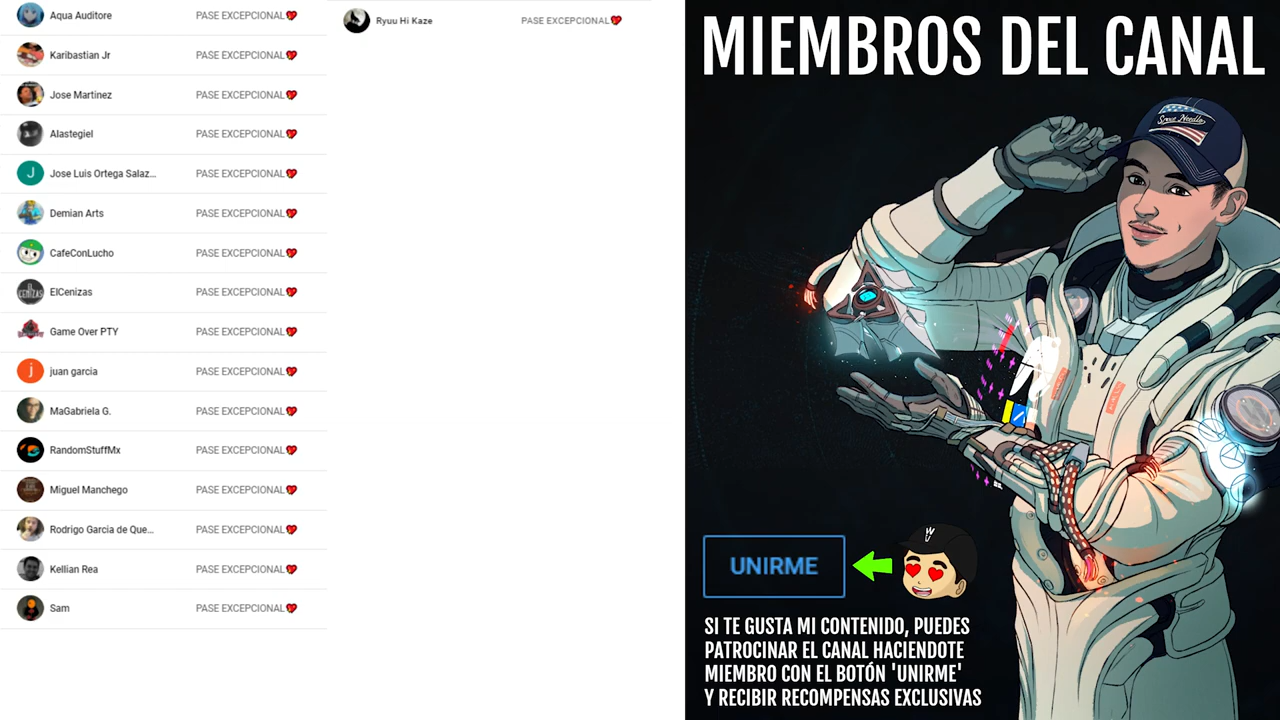 Aqua Auditore PASE EXCEPCIONAL
Karibastian Jr PASE EXCEPCIONAL
Jose Martinez PASE EXCEPCIONAL
Alastegiel PASE EXCEPCIONAL
J Jose Luis Ortega Salaz... PASE EXCEPCIONAL
Demian Arts PASE EXCEPCIONAL
CafeConLucho PASE EXCEPCIONAL
ElCenizas PASE EXCEPCIONAL
Game Over PTY PASE EXCEPCIONAL
j juan garcia PASE EXCEPCIONAL
MaGabriela G. PASE EXCEPCIONAL
RandomStuffMx PASE EXCEPCIONAL
Miguel Manchego PASE EXCEPCIONAL
Rodrigo Garcia de Que... PASE EXCEPCIONAL
Kellian Rea PASE EXCEPCIONAL
Sam PASE EXCEPCIONAL
Ryuu Hi Kaze PASE EXCEPCIONAL
MIEMBROS DEL CANAL
Space Needle
UNIRME
SI TE GUSTA MI CONTENIDO, PUEDES
PATROCINAR EL CANAL HACIENDOTE
MIEMBRO CON EL BOTÓN 'UNIRME'
Y RECIBIR RECOMPENSAS EXCLUSIVAS